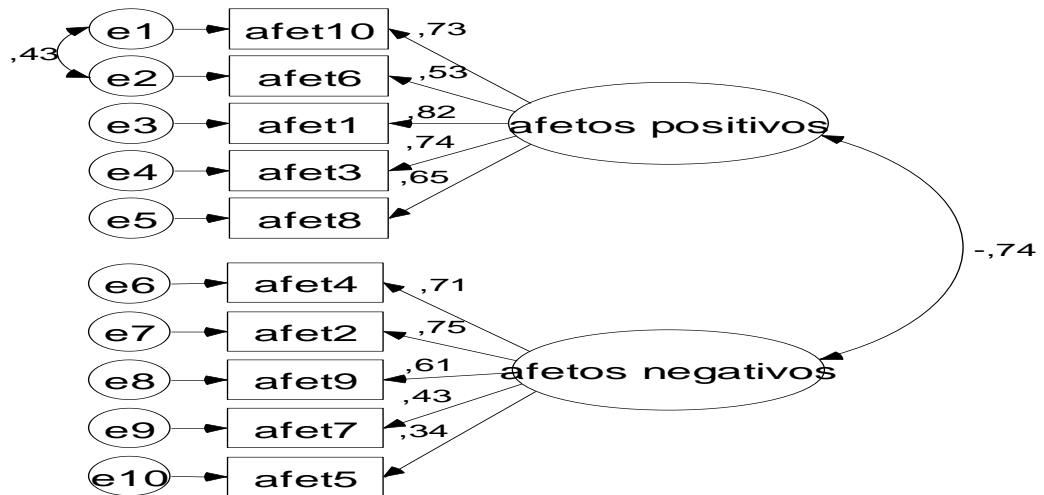 e1 afet10 ,73
,43
e2 afet6 ,53
e3 afet1 ,82 afetos positivos
e4 afet3 ,74
e5 afet8 ,65
-,74
e6 afet4 ,71
e7 afet2 ,75
e8 afet9 ,61 afetos negativos
e9 afet7 ,43
e10 afet5 ,34